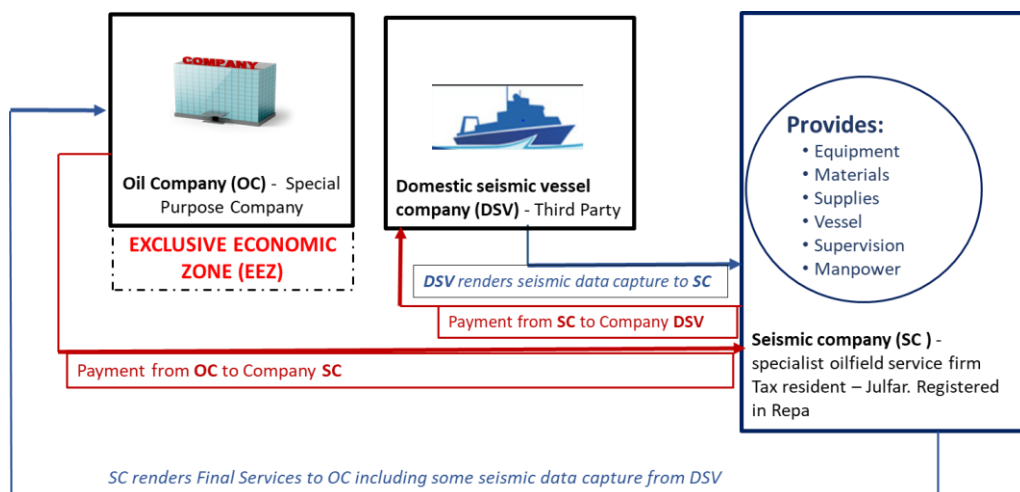 COMPANY
Oil Company (OC) - Special
Purpose Company
EXCLUSIVE ECONOMIC
ZONE (EEZ)
Domestic seismic vessel
company (DSV) - Third Party
DSV renders seismic data capture to SC
Payment from SC to Company DSV
Payment from OC to Company SC
Provides:
• Equipment
• Materials
• Supplies
• Vessel
• Supervision
• Manpower
Seismic company (SC ) -
specialist oilfield service firm
Tax resident – Julfar. Registered
in Repa
SC renders Final Services to OC including some seismic data capture from DSV